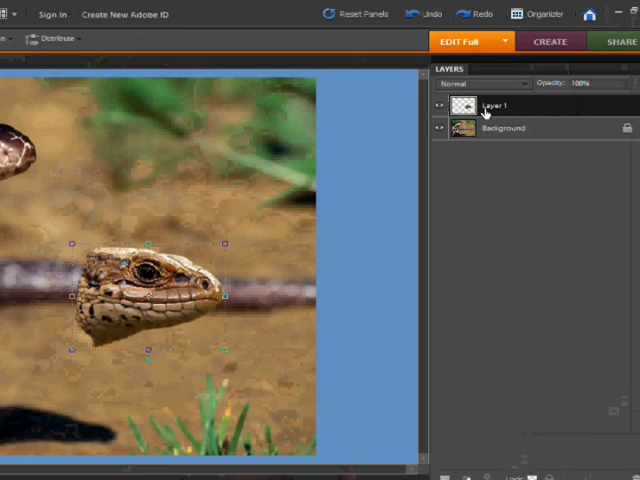 Sign In Create New Adobe ID Reset Panels Undo Redo Organizer
Distribute EDIT Full CREATE SHARE
LAYERS
Normal Opacity: 100%
Layer 1
Background
Lock: